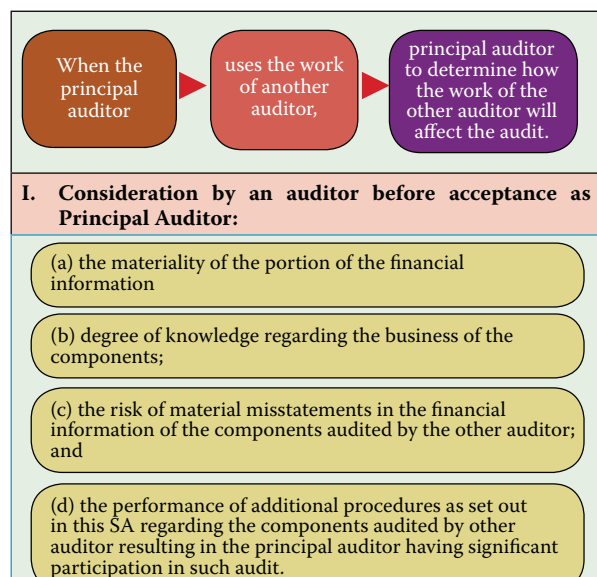 When the
principal
auditor
uses the work
of another
auditor,
principal auditor
to determine how
the work of the
other auditor will
affect the audit.
I. Consideration by an auditor before acceptance as
Principal Auditor:
(a) the materiality of the portion of the financial
information
(b) degree of knowledge regarding the business of the
components;
(c) the risk of material misstatements in the financial
information of the components audited by the other auditor;
and
(d) the performance of additional procedures as set out
in this SA regarding the components audited by other
auditor resulting in the principal auditor having significant
participation in such audit.